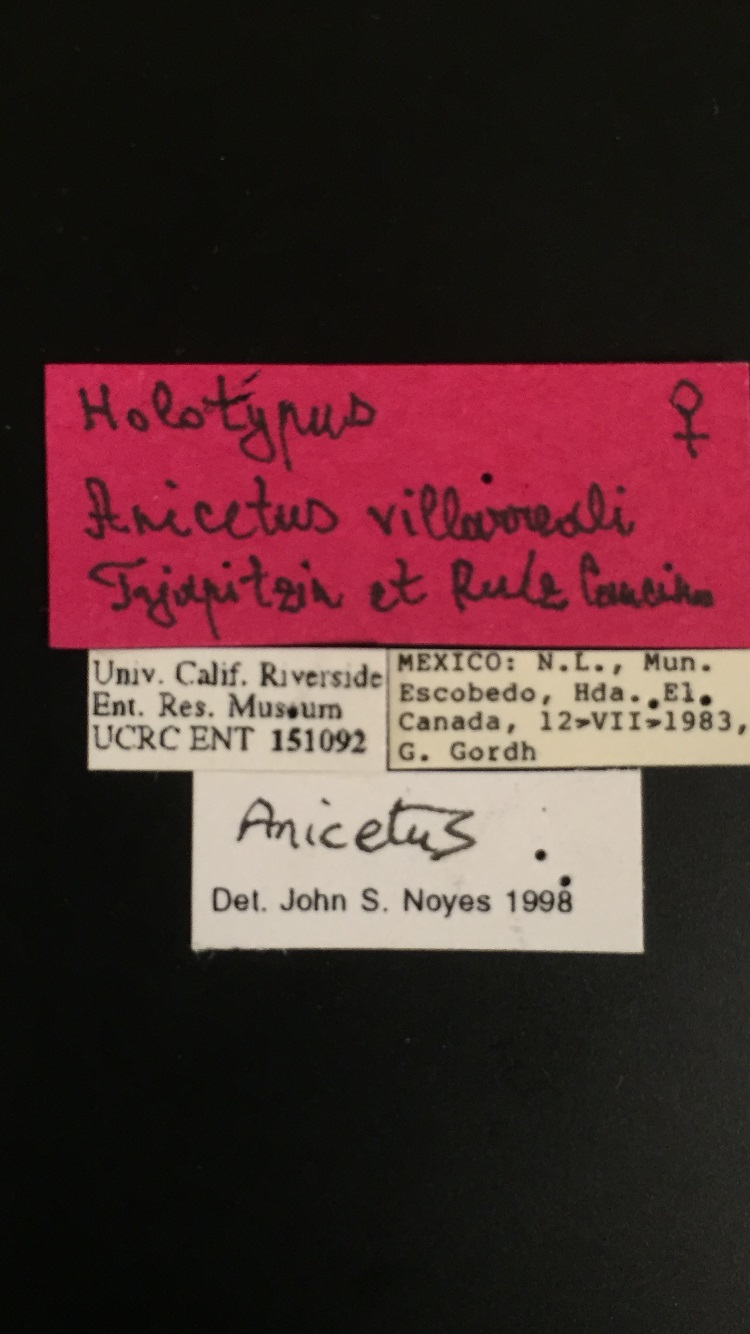 Holotypus ♀
Anicetus villarreali
Trjapitzin et Ruíz Cancino
Univ. Calif. Riverside
Ent. Res. Museum
UCRC ENT 151092
MEXICO: N.L., Mun.
Escobedo, Hda. El.
Canada, 12-VII-1983,
G. Gordh
Anicetus
Det. John S. Noyes 1998